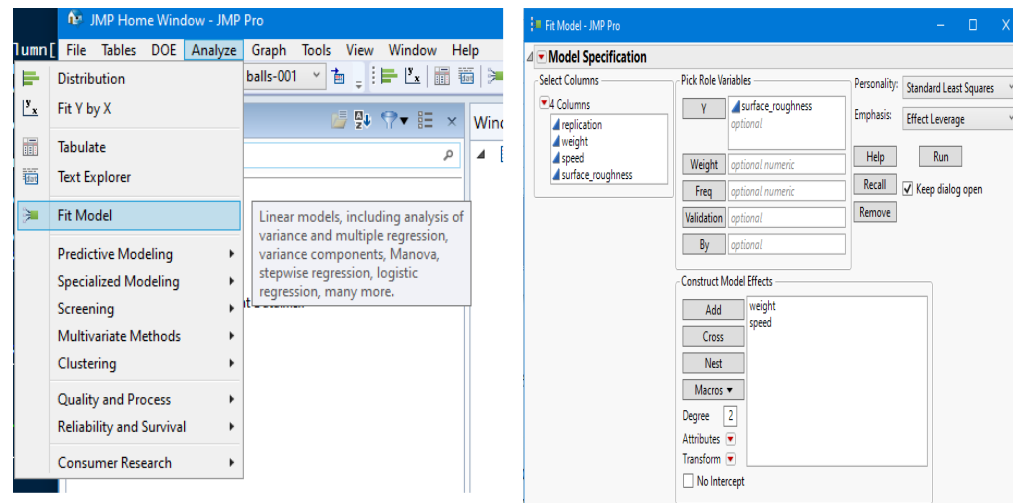 JMP Home Window - JMP Pro
lumn[ File Tables DOE Analyze Graph Tools View Window Help
Distribution
balls-001
Fit Y by X
Wind
Tabulate
Text Explorer
Fit Model
Linear models, including analysis of
variance and multiple regression,
variance components, Manova,
stepwise regression, logistic
regression, many more.
Predictive Modeling
Specialized Modeling
Screening
Multivariate Methods
Clustering
Quality and Process
Reliability and Survival
Consumer Research
Fit Model - JMP Pro
Model Specification
Select Columns
4 Columns
replication
weight
speed
surface_roughness
Pick Role Variables
Y surface_roughness
optional
Weight optional numeric
Freq optional numeric
Validation optional
By optional
Personality: Standard Least Squares
Emphasis: Effect Leverage
Help Run
Recall Keep dialog open
Remove
Construct Model Effects
Add
Cross
Nest
Macros
weight
speed
Degree 2
Attributes
Transform
No Intercept